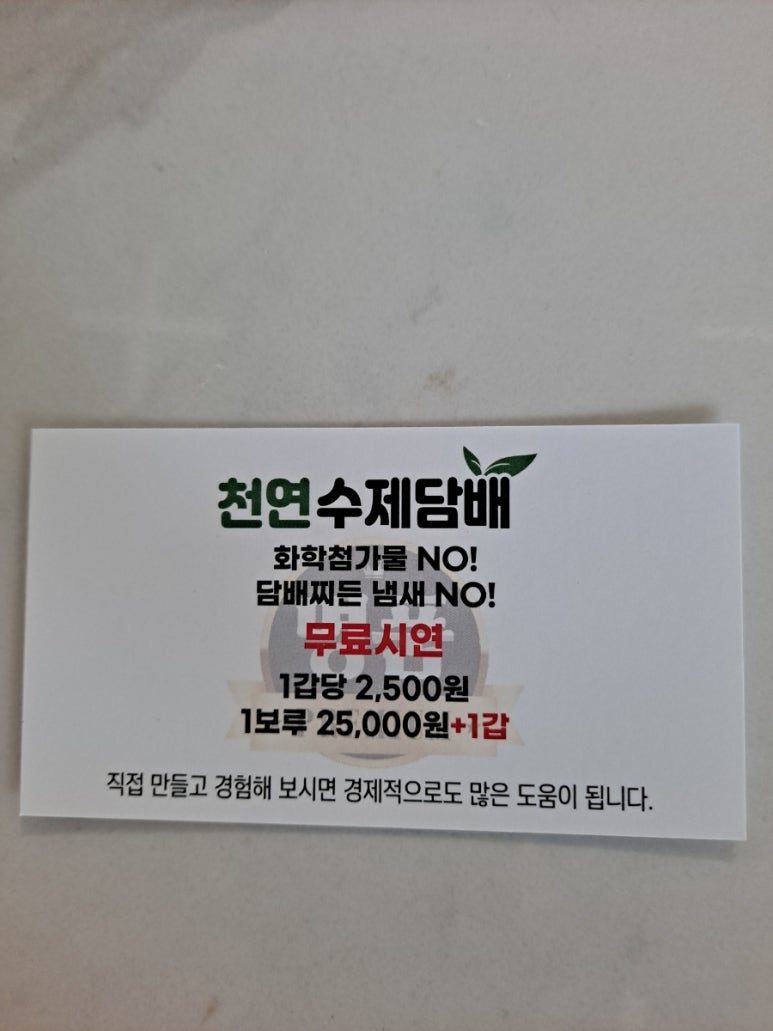 천연 수제담배
화학첨가물 NO!
담배찌든 냄새 NO!
무료시연
1갑당 2,500원
1보루 25,000원+1갑
직접 만들고 경험해 보시면 경제적으로도 많은 도움이 됩니다.